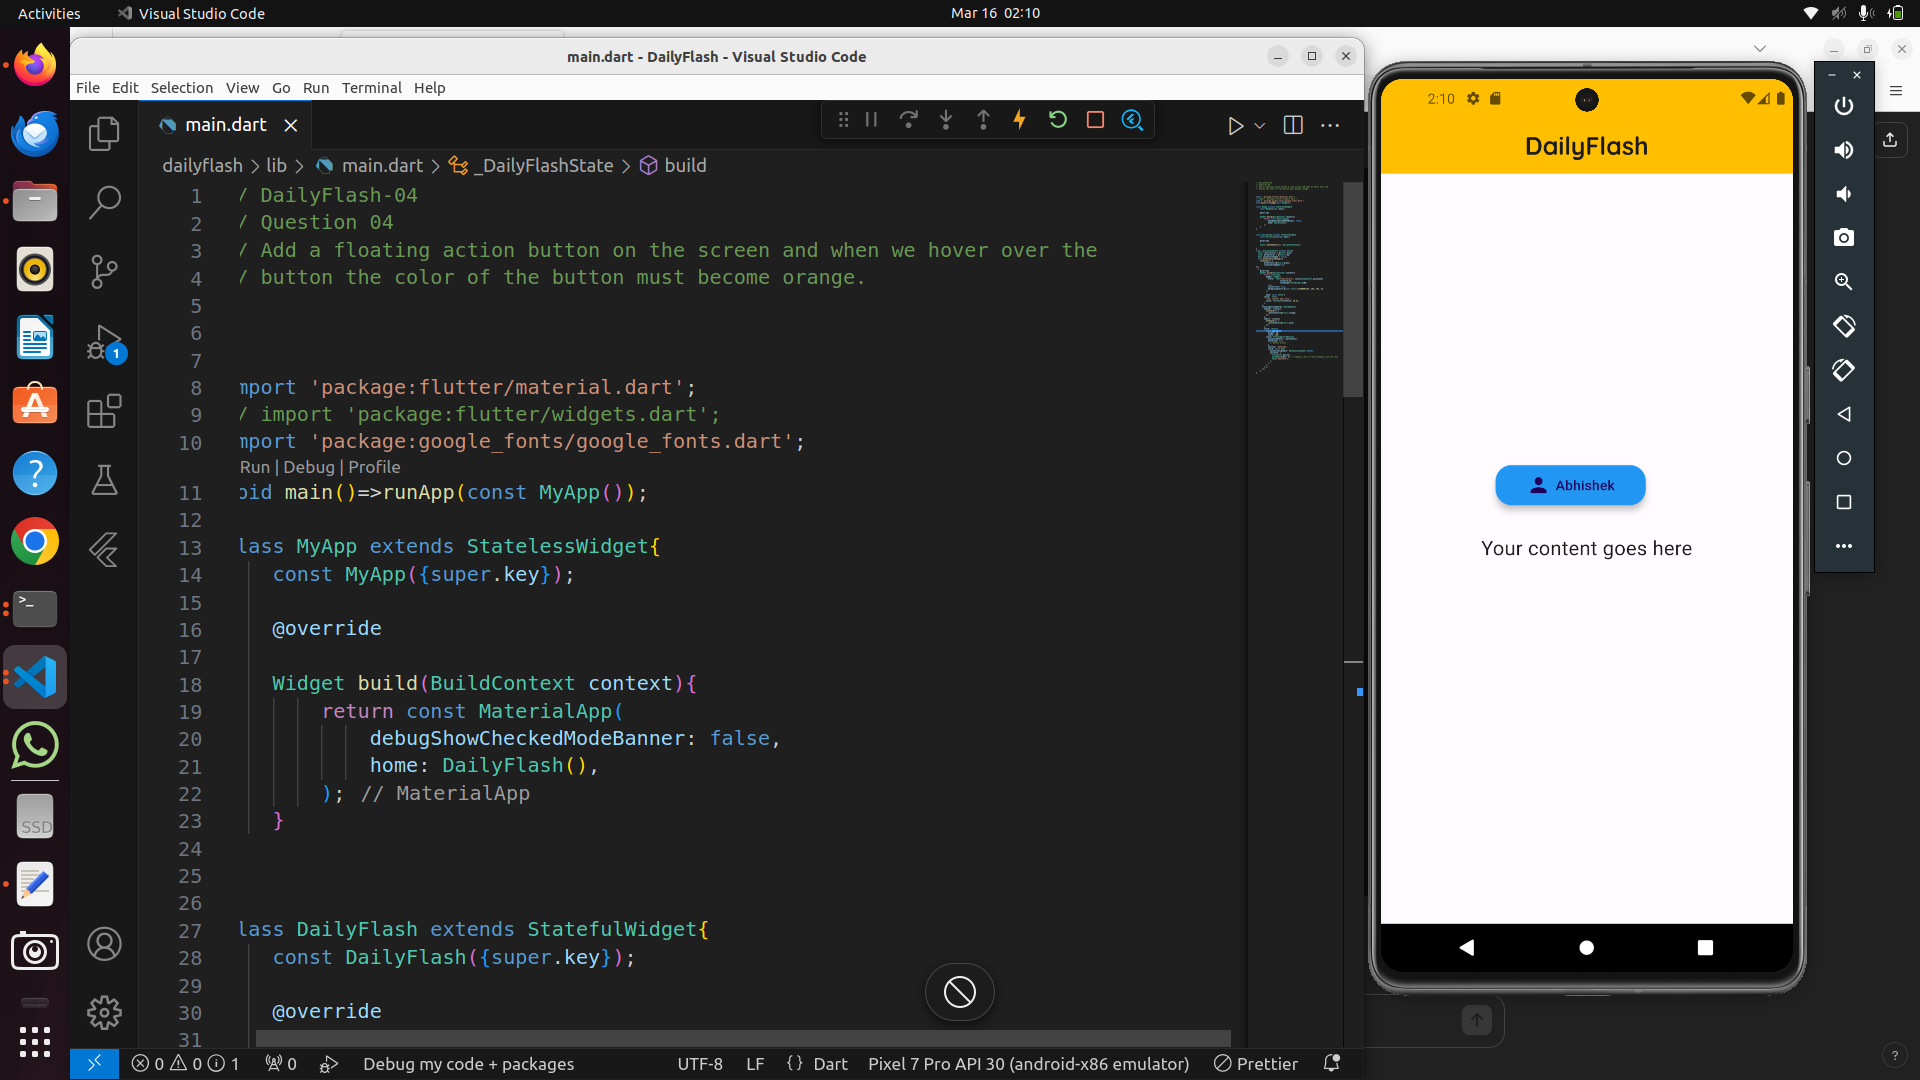 Activities
Visual Studio Code
Mar 16 02:10
main.dart - DailyFlash - Visual Studio Code
File Edit Selection View Go Run Terminal Help
main.dart
dailyflash > lib > main.dart > _DailyFlashState > build
1 / DailyFlash-04
2 / Question 04
3 / Add a floating action button on the screen and when we hover over the
4 / button the color of the button must become orange.
5
6
7
8 mport 'package:flutter/material.dart';
9 / import 'package:flutter/widgets.dart';
10 mport 'package:google_fonts/google_fonts.dart';
Run | Debug | Profile
11 oid main()=>runApp(const MyApp());
12
13 lass MyApp extends StatelessWidget{
14 const MyApp({super.key});
15
16 @override
17
18 Widget build(BuildContext context){
19 return const MaterialApp(
20 debugShowCheckedModeBanner: false,
21 home: DailyFlash(),
22 ); // MaterialApp
23 }
24
25
26
27 lass DailyFlash extends StatefulWidget{
28 const DailyFlash({super.key});
29
30 @override
31
1
SSD
0 0 1 0 Debug my code + packages UTF-8 LF {} Dart Pixel 7 Pro API 30 (android-x86 emulator) Prettier
2:10
DailyFlash
Abhishek
Your content goes here